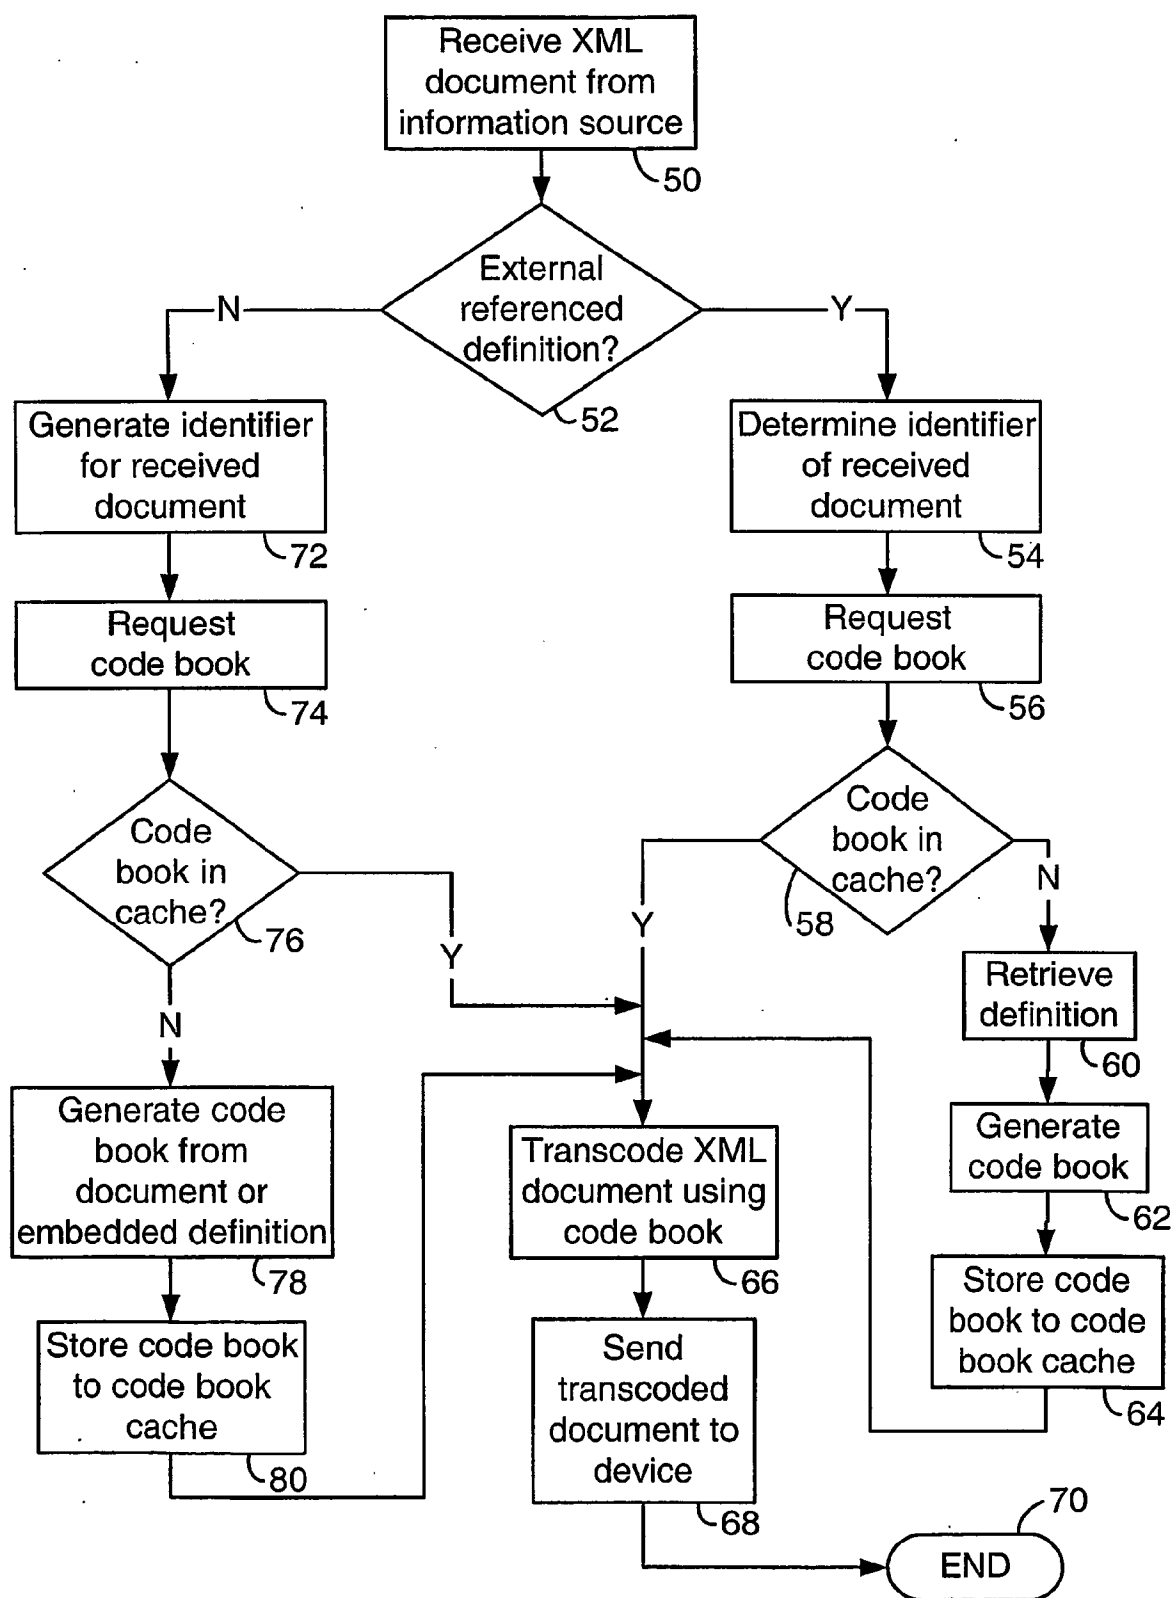 Receive XML
document from
information source
50
External
referenced
definition?
52
N
Y
Generate identifier
for received
document
72
Determine identifier
of received
document
54
Request
code book
74
Request
code book
56
Code
book in
cache?
76
Code
book in
cache?
58
Y
N
Y
N
Retrieve
definition
60
Generate code
book from
document or
embedded definition
78
Generate
code book
62
Transcode XML
document using
code book
66
Store code
book to code
book cache
64
Store code book
to code book
cache
80
Send
transcoded
document to
device
68
70
END